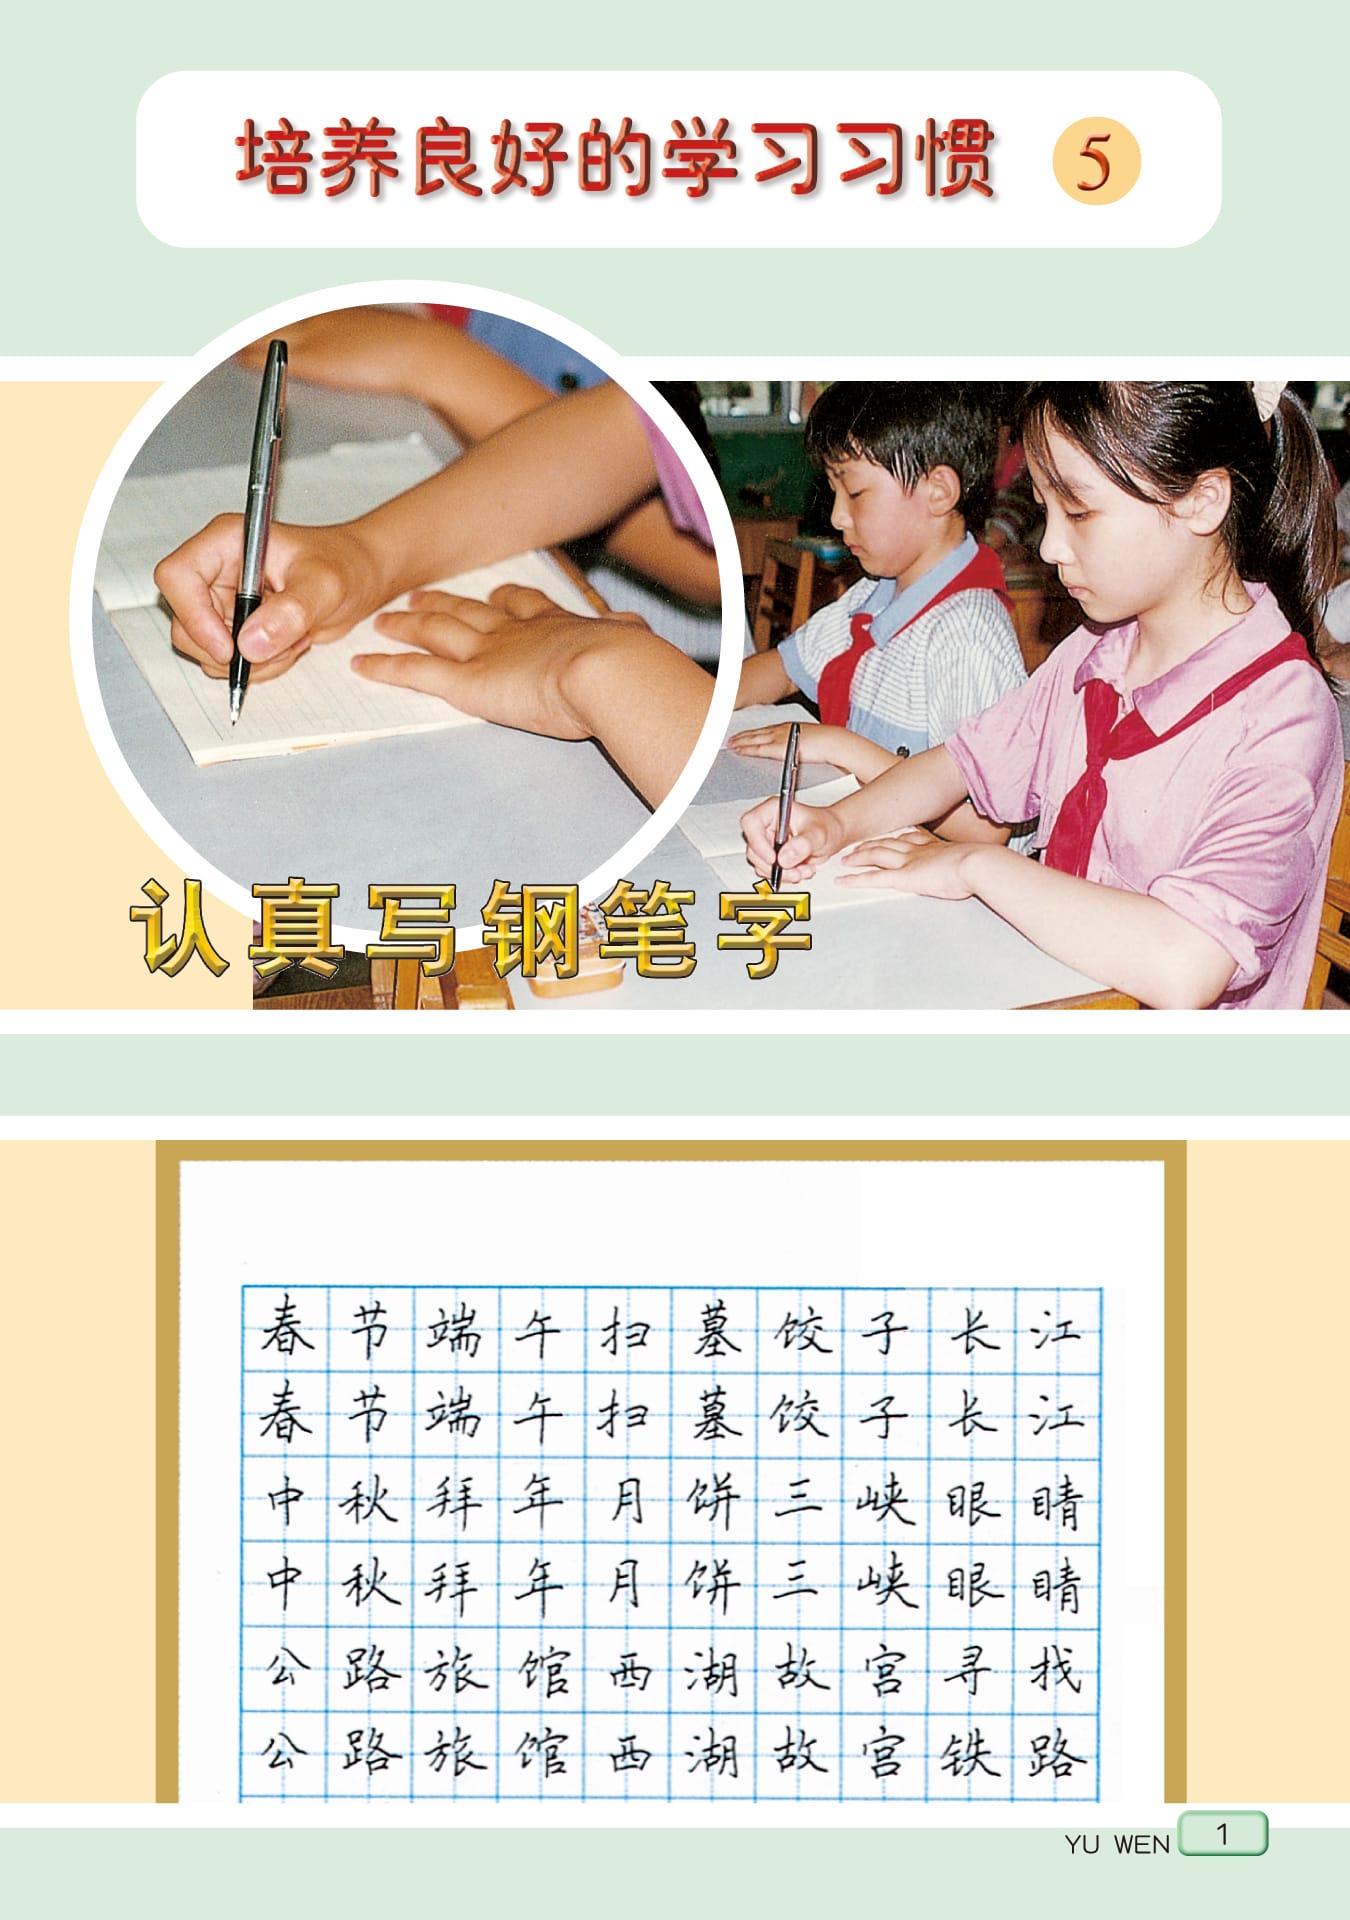 培养良好的学习习惯 5
认真写钢笔字
春节端午扫墓饺子长江
春节端午扫墓饺子长江
中秋拜年月饼三峡眼睛
中秋拜年月饼三峡眼睛
公路旅馆西湖故宫寻找
公路旅馆西湖故宫铁路
YU WEN 1